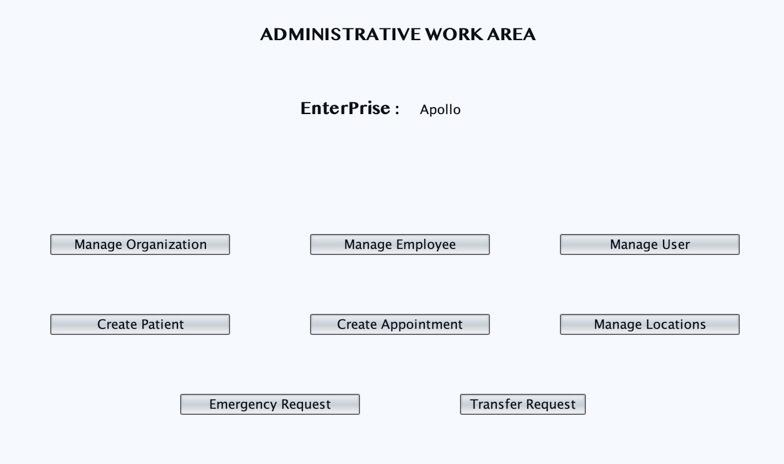 ADMINISTRATIVE WORK AREA
EnterPrise : Apollo
Manage Organization Manage Employee Manage User
Create Patient Create Appointment Manage Locations
Emergency Request Transfer Request